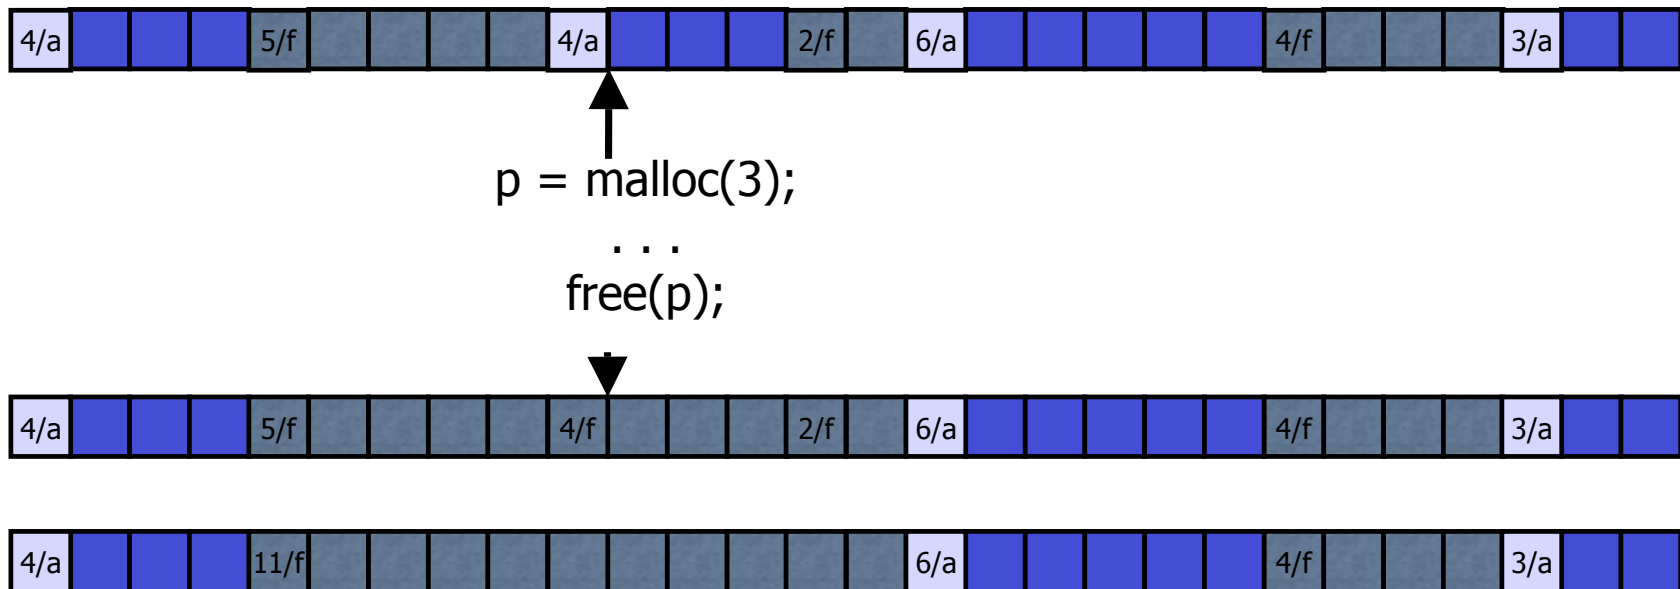 4/a 5/f 4/a 2/f 6/a 4/f 3/a
p = malloc(3);
. . .
free(p);
4/a 5/f 4/f 2/f 6/a 4/f 3/a
4/a 11/f 6/a 4/f 3/a